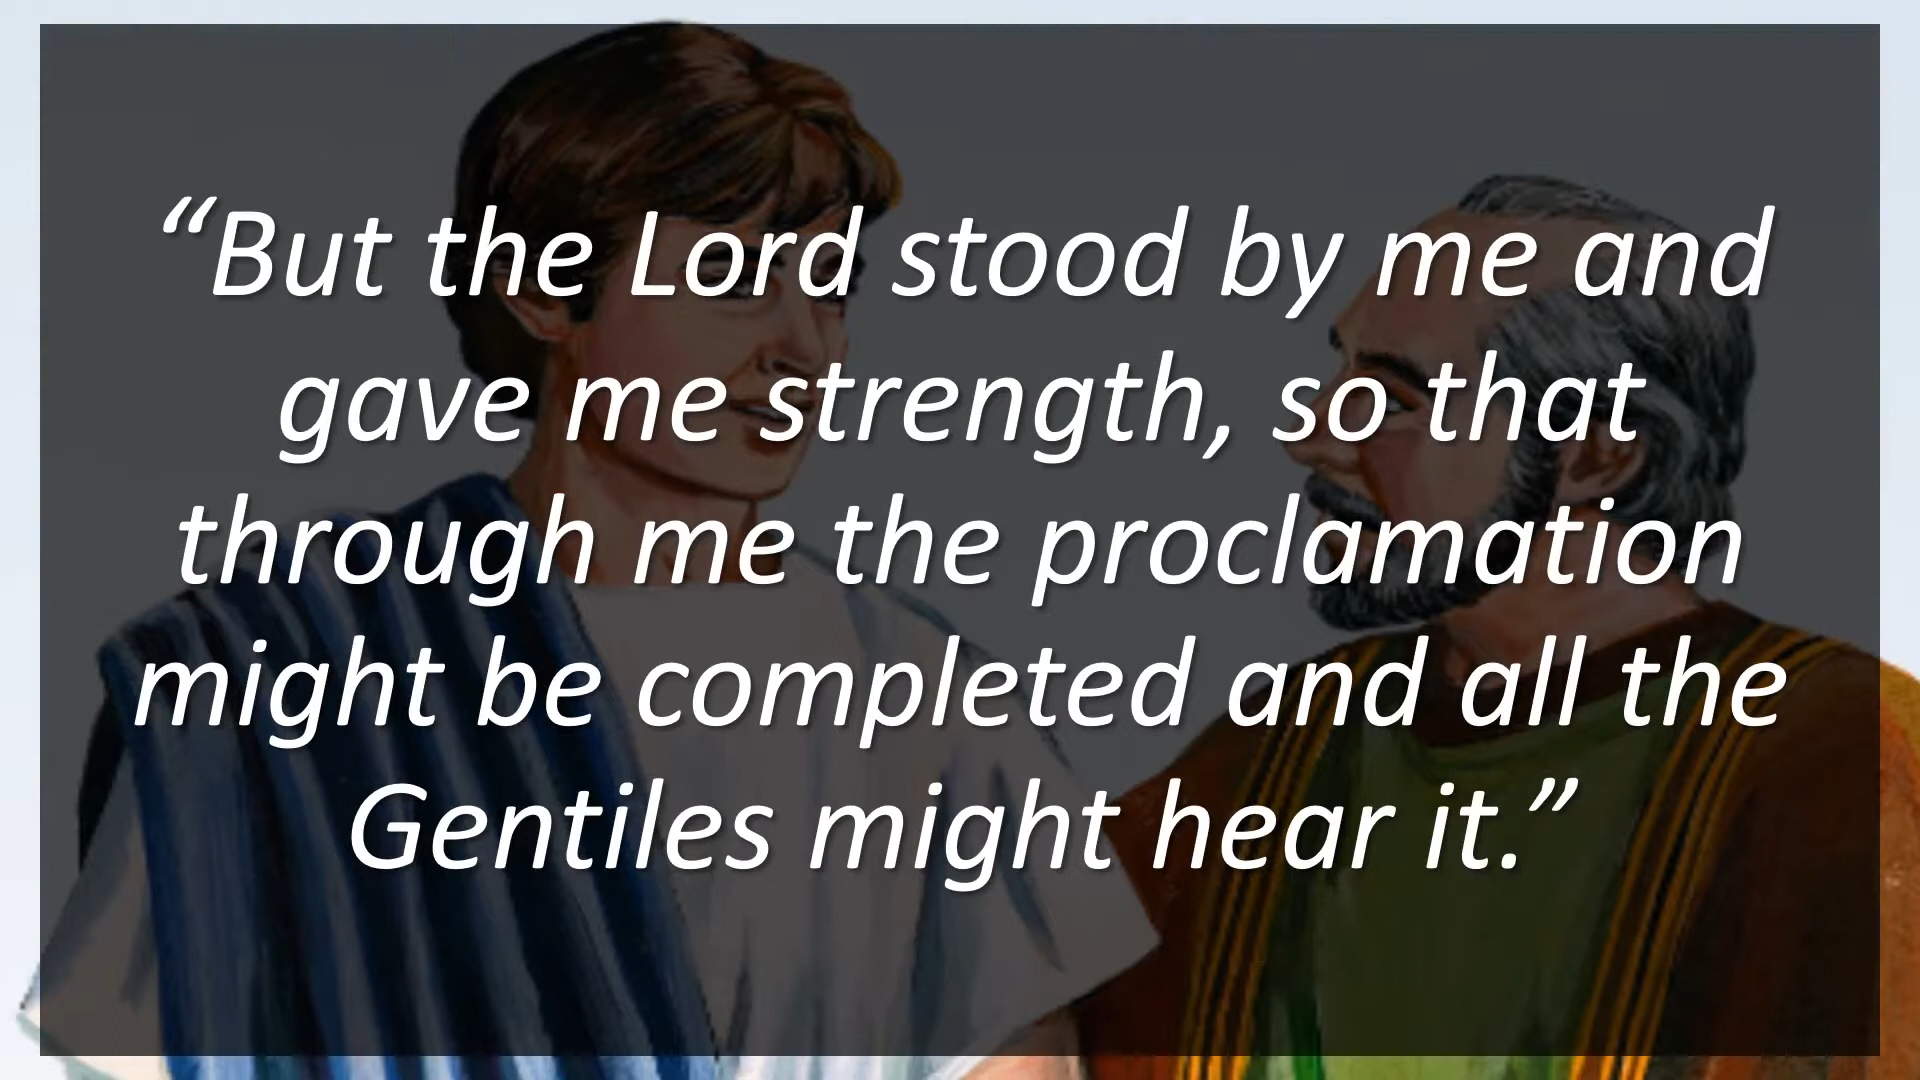 “But the Lord stood by me and
gave me strength, so that
through me the proclamation
might be completed and all the
Gentiles might hear it.”